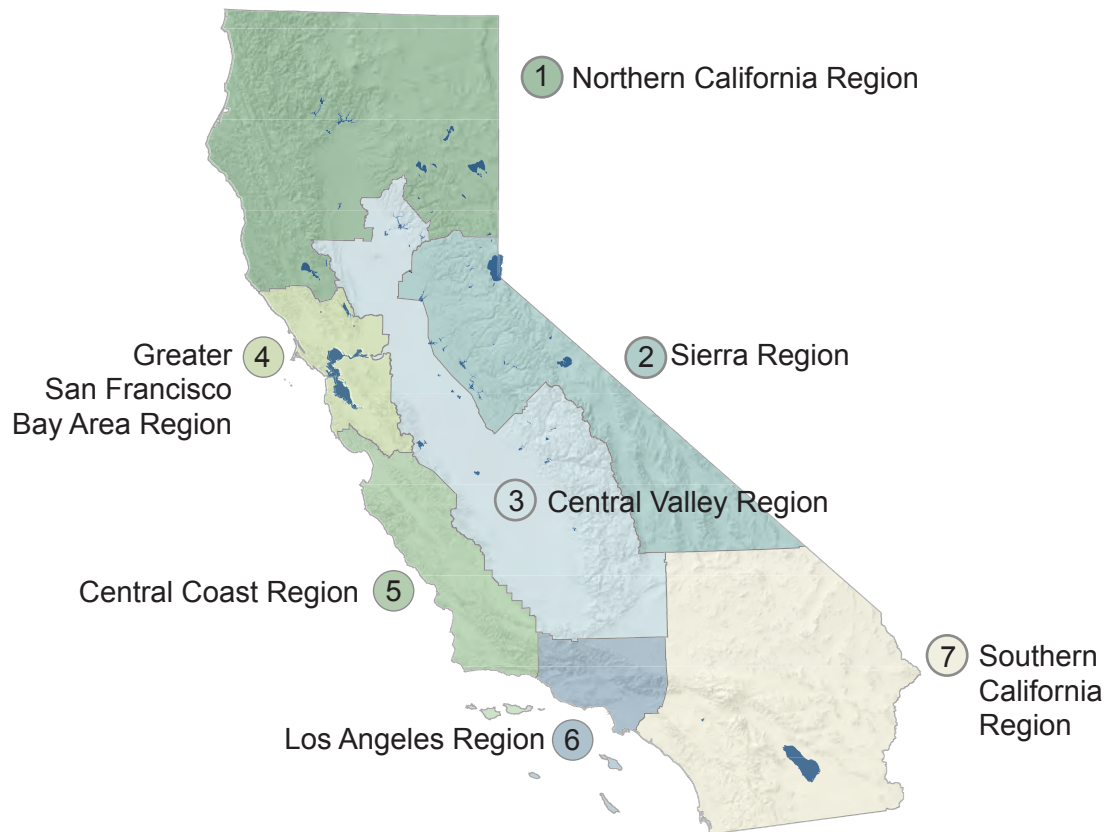 1 Northern California Region
2 Sierra Region
Greater
San Francisco
Bay Area Region
4
3 Central Valley Region
Central Coast Region 5
7 Southern
California
Region
Los Angeles Region 6